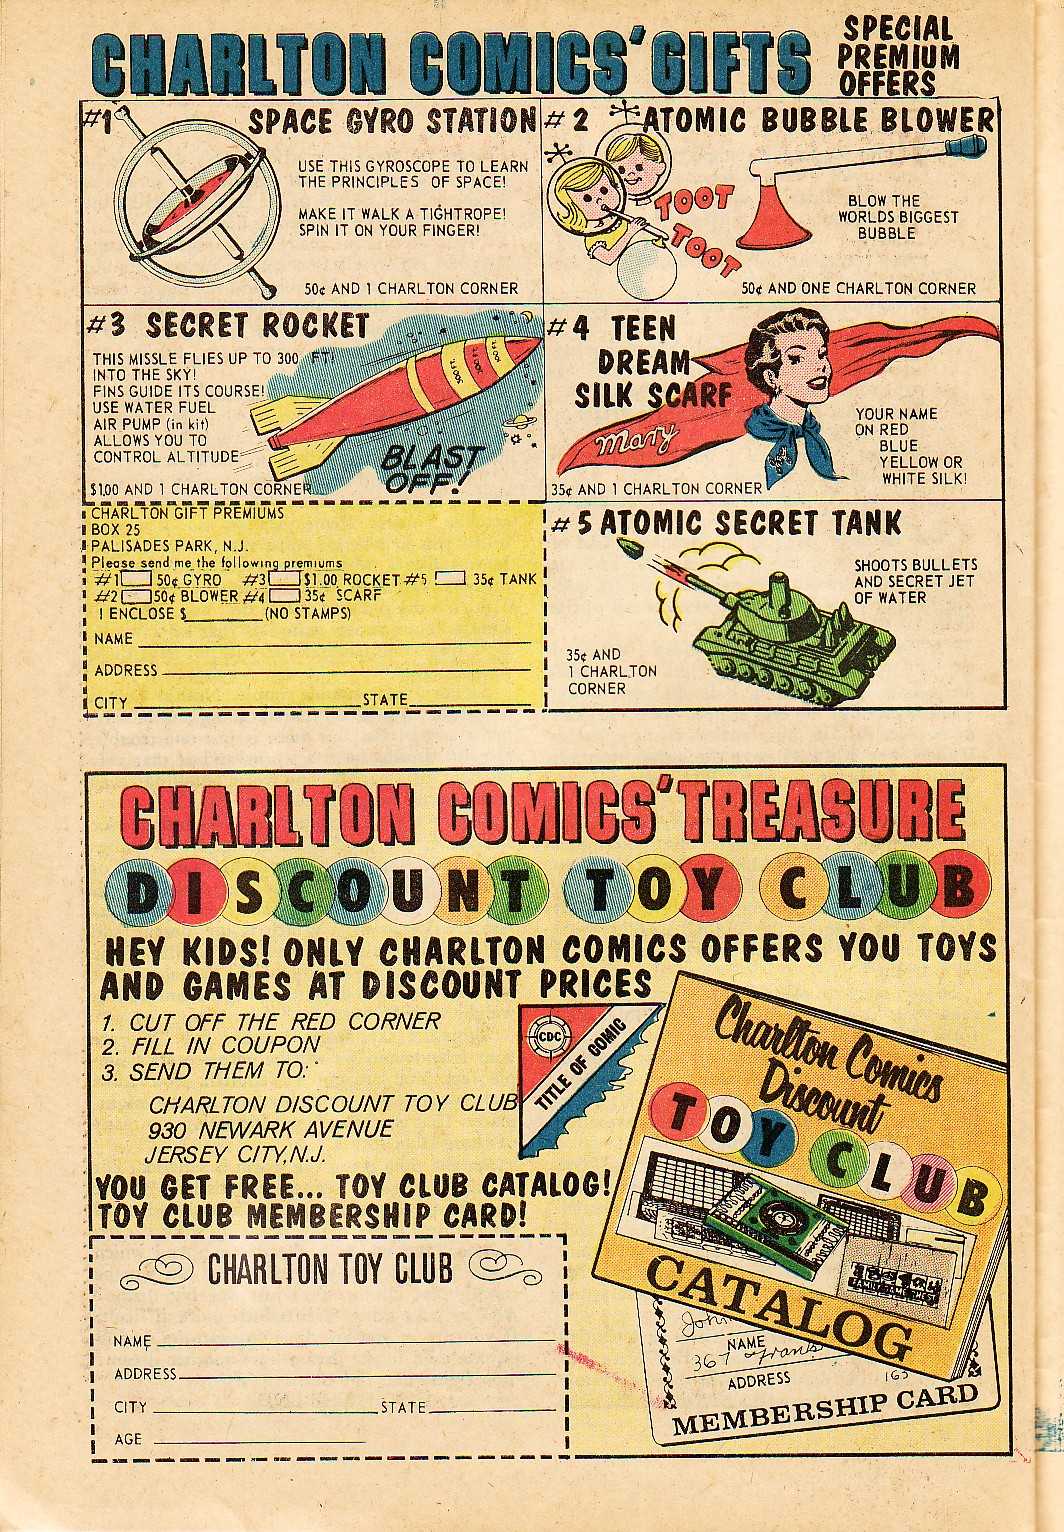 CHARLTON COMICS' GIFTS
SPECIAL
PREMIUM
OFFERS
#1 SPACE GYRO STATION
USE THIS GYROSCOPE TO LEARN
THE PRINCIPLES OF SPACE!
MAKE IT WALK A TIGHTROPE!
SPIN IT ON YOUR FINGER!
50¢ AND 1 CHARLTON CORNER
#2 ATOMIC BUBBLE BLOWER
TOOT
TOOT
BLOW THE
WORLDS BIGGEST
BUBBLE
50¢ AND ONE CHARLTON CORNER
#3 SECRET ROCKET
THIS MISSLE FLIES UP TO 300 FT!
INTO THE SKY!
FINS GUIDE ITS COURSE!
USE WATER FUEL
AIR PUMP (in kit)
ALLOWS YOU TO
CONTROL ALTITUDE
BLAST
OFF!
$1.00 AND 1 CHARLTON CORNER
#4 TEEN
DREAM
SILK SCARF
Mary
YOUR NAME
ON RED
BLUE
YELLOW OR
WHITE SILK!
35¢ AND 1 CHARLTON CORNER
CHARLTON GIFT PREMIUMS
BOX 25
PALISADES PARK, N.J.
Please send me the following premiums
#1 50¢ GYRO #3 $1.00 ROCKET #5 35¢ TANK
#2 50¢ BLOWER #4 35¢ SCARF
I ENCLOSE $ (NO STAMPS)
NAME
ADDRESS
CITY STATE
#5 ATOMIC SECRET TANK
SHOOTS BULLETS
AND SECRET JET
OF WATER
35¢ AND
1 CHARLTON
CORNER
CHARLTON COMICS' TREASURE
DISCOUNT TOY CLUB
HEY KIDS! ONLY CHARLTON COMICS OFFERS YOU TOYS
AND GAMES AT DISCOUNT PRICES
1. CUT OFF THE RED CORNER
2. FILL IN COUPON
3. SEND THEM TO:
CHARLTON DISCOUNT TOY CLUB
930 NEWARK AVENUE
JERSEY CITY, N.J.
CDC
TITLE OF COMIC
YOU GET FREE... TOY CLUB CATALOG!
TOY CLUB MEMBERSHIP CARD!
Charlton Comics
Discount
TOY CLUB
CATALOG
John
NAME
367
ADDRESS
MEMBERSHIP CARD
CHARLTON TOY CLUB
NAME
ADDRESS
CITY STATE
AGE